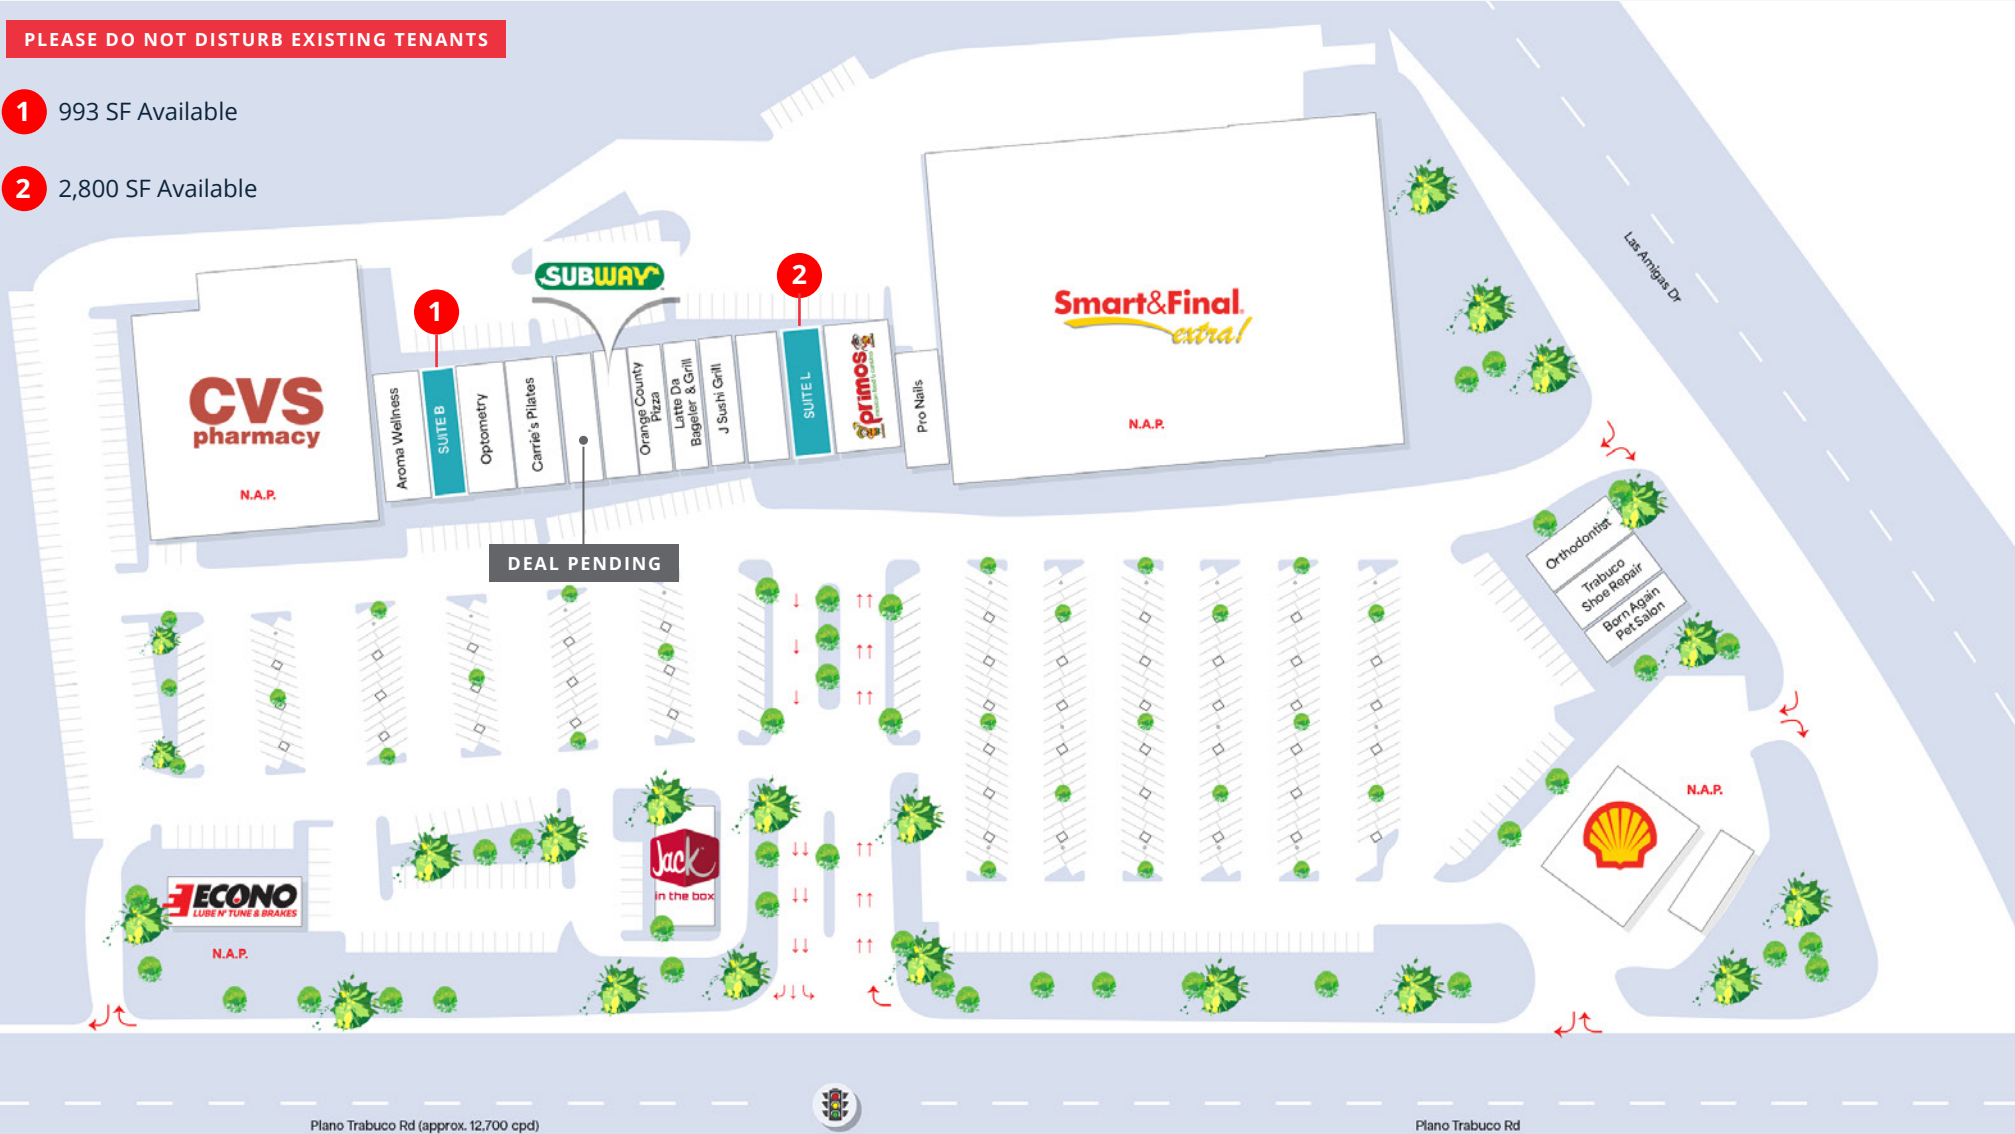 PLEASE DO NOT DISTURB EXISTING TENANTS
1 993 SF Available
2 2,800 SF Available
SUBWAY
1
2
CVS
pharmacy
N.A.P.
Aroma Wellness
SUITE B
Optometry
Carrie's Pilates
DEAL PENDING
Orange County
Pizza
Latte Da
Bageler & Grill
J Sushi Grill
SUITE L
primos
Pro Nails
Smart&Final.
extra!
N.A.P.
Las Amigas Dr
Orthodontist
Trabuco
Shoe Repair
Born Again
Pet Salon
N.A.P.
ECONO
LUBE N' TUNE & BRAKES
N.A.P.
Jack
in the box
Plano Trabuco Rd (approx. 12,700 cpd)
Plano Trabuco Rd